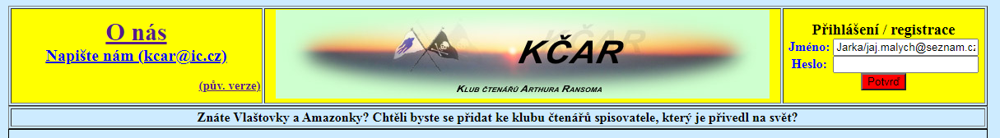 O nás
Napište nám (kcar@ic.cz)
(pův. verze)
KČAR
Klub čtenářů Arthura Ransoma
Přihlášení / registrace
Jméno: Jarka/jaj.malych@seznam.cz
Heslo:
Potvrď
Znáte Vlaštovky a Amazonky? Chtěli byste se přidat ke klubu čtenářů spisovatele, který je přivedl na svět?